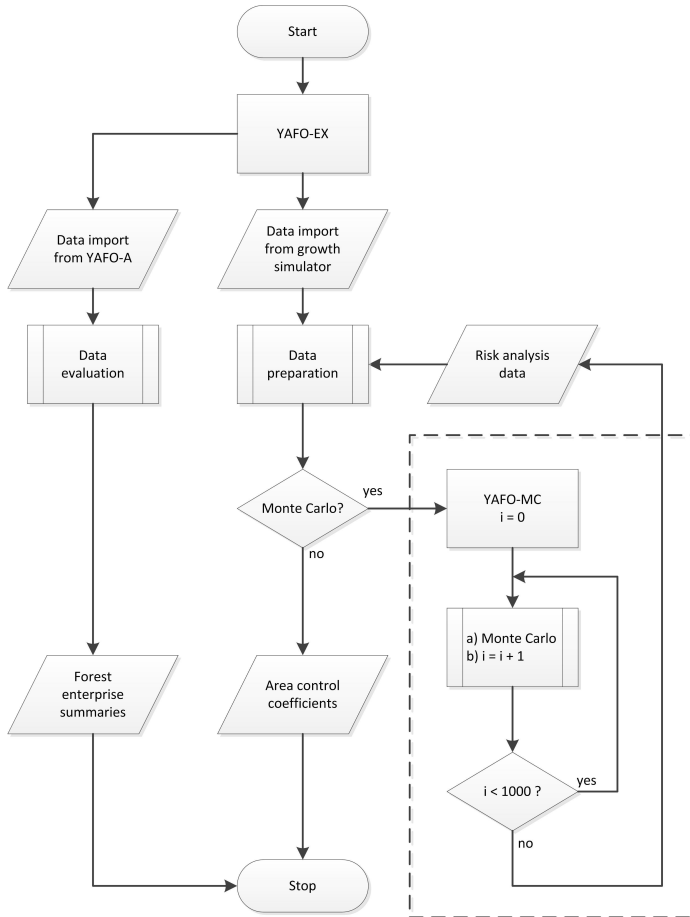 Start
YAFO-EX
Data import
from YAFO-A
Data import
from growth
simulator
Data
evaluation
Data
preparation
Risk analysis
data
Monte Carlo?
yes
no
YAFO-MC
i = 0
a) Monte Carlo
b) i = i + 1
Forest
enterprise
summaries
Area control
coefficients
i < 1000 ?
yes
no
Stop